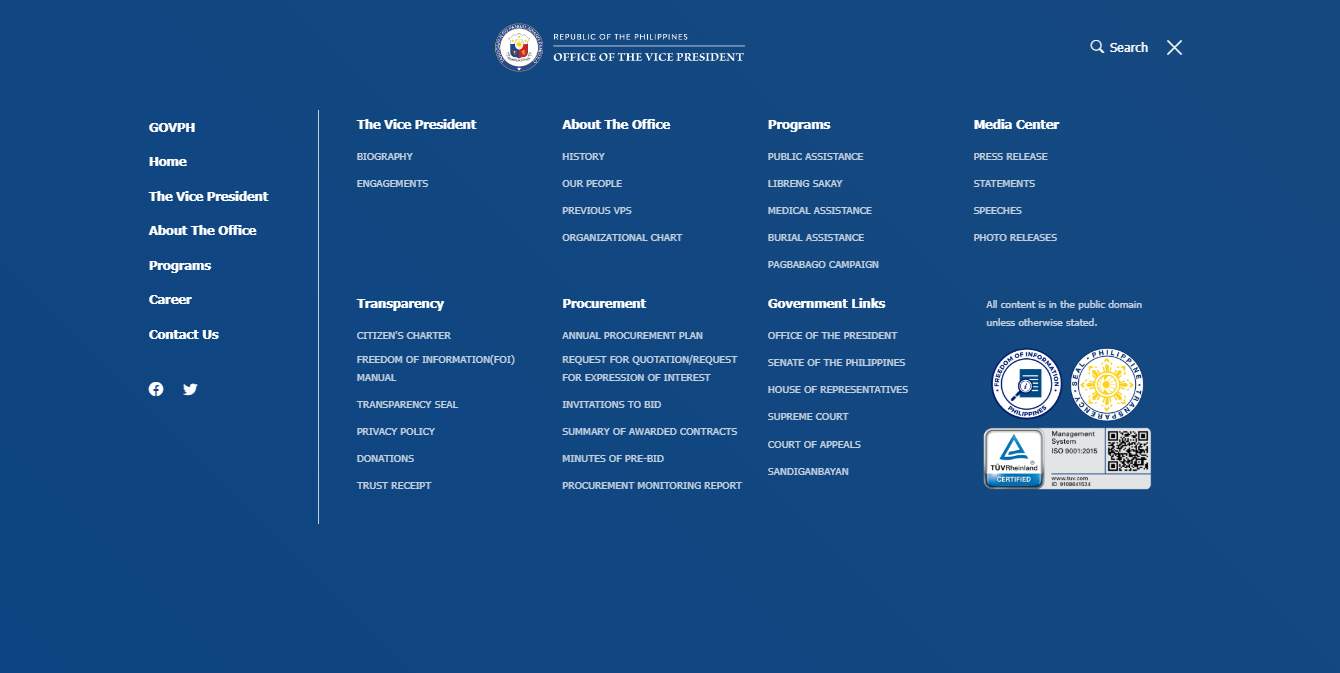 REPUBLIC OF THE PHILIPPINES
OFFICE OF THE VICE PRESIDENT
Search
GOVPH
Home
The Vice President
About The Office
Programs
Career
Contact Us
The Vice President
BIOGRAPHY
ENGAGEMENTS
About The Office
HISTORY
OUR PEOPLE
PREVIOUS VPS
ORGANIZATIONAL CHART
Programs
PUBLIC ASSISTANCE
LIBRENG SAKAY
MEDICAL ASSISTANCE
BURIAL ASSISTANCE
PAGBABAGO CAMPAIGN
Media Center
PRESS RELEASE
STATEMENTS
SPEECHES
PHOTO RELEASES
Transparency
CITIZEN'S CHARTER
FREEDOM OF INFORMATION(FOI)
MANUAL
TRANSPARENCY SEAL
PRIVACY POLICY
DONATIONS
TRUST RECEIPT
Procurement
ANNUAL PROCUREMENT PLAN
REQUEST FOR QUOTATION/REQUEST
FOR EXPRESSION OF INTEREST
INVITATIONS TO BID
SUMMARY OF AWARDED CONTRACTS
MINUTES OF PRE-BID
PROCUREMENT MONITORING REPORT
Government Links
OFFICE OF THE PRESIDENT
SENATE OF THE PHILIPPINES
HOUSE OF REPRESENTATIVES
SUPREME COURT
COURT OF APPEALS
SANDIGANBAYAN
All content is in the public domain
unless otherwise stated.
FREEDOM OF INFORMATION
PHILIPPINES
PHILIPPINE TRANSPARENCY SEAL
TÜVRheinland®
CERTIFIED
Management
System
ISO 9001:2015
www.tuv.com
ID 9108641534